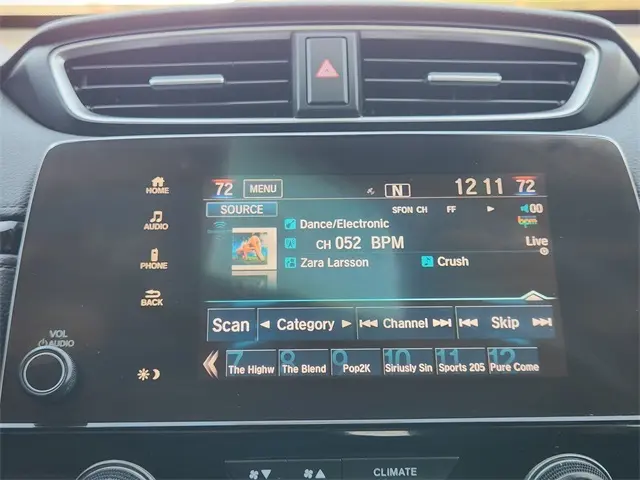 HOME
AUDIO
PHONE
BACK
VOL
AUDIO
72 MENU N 12 11 72
SOURCE SFON CH FF 00
Dance/Electronic bpm
CH 052 BPM Live
Zara Larsson Crush
Scan Category Channel Skip
7 8 9 10 11 12
The Highw The Blend Pop2K Siriusly Sin Sports 205 Pure Come
CLIMATE